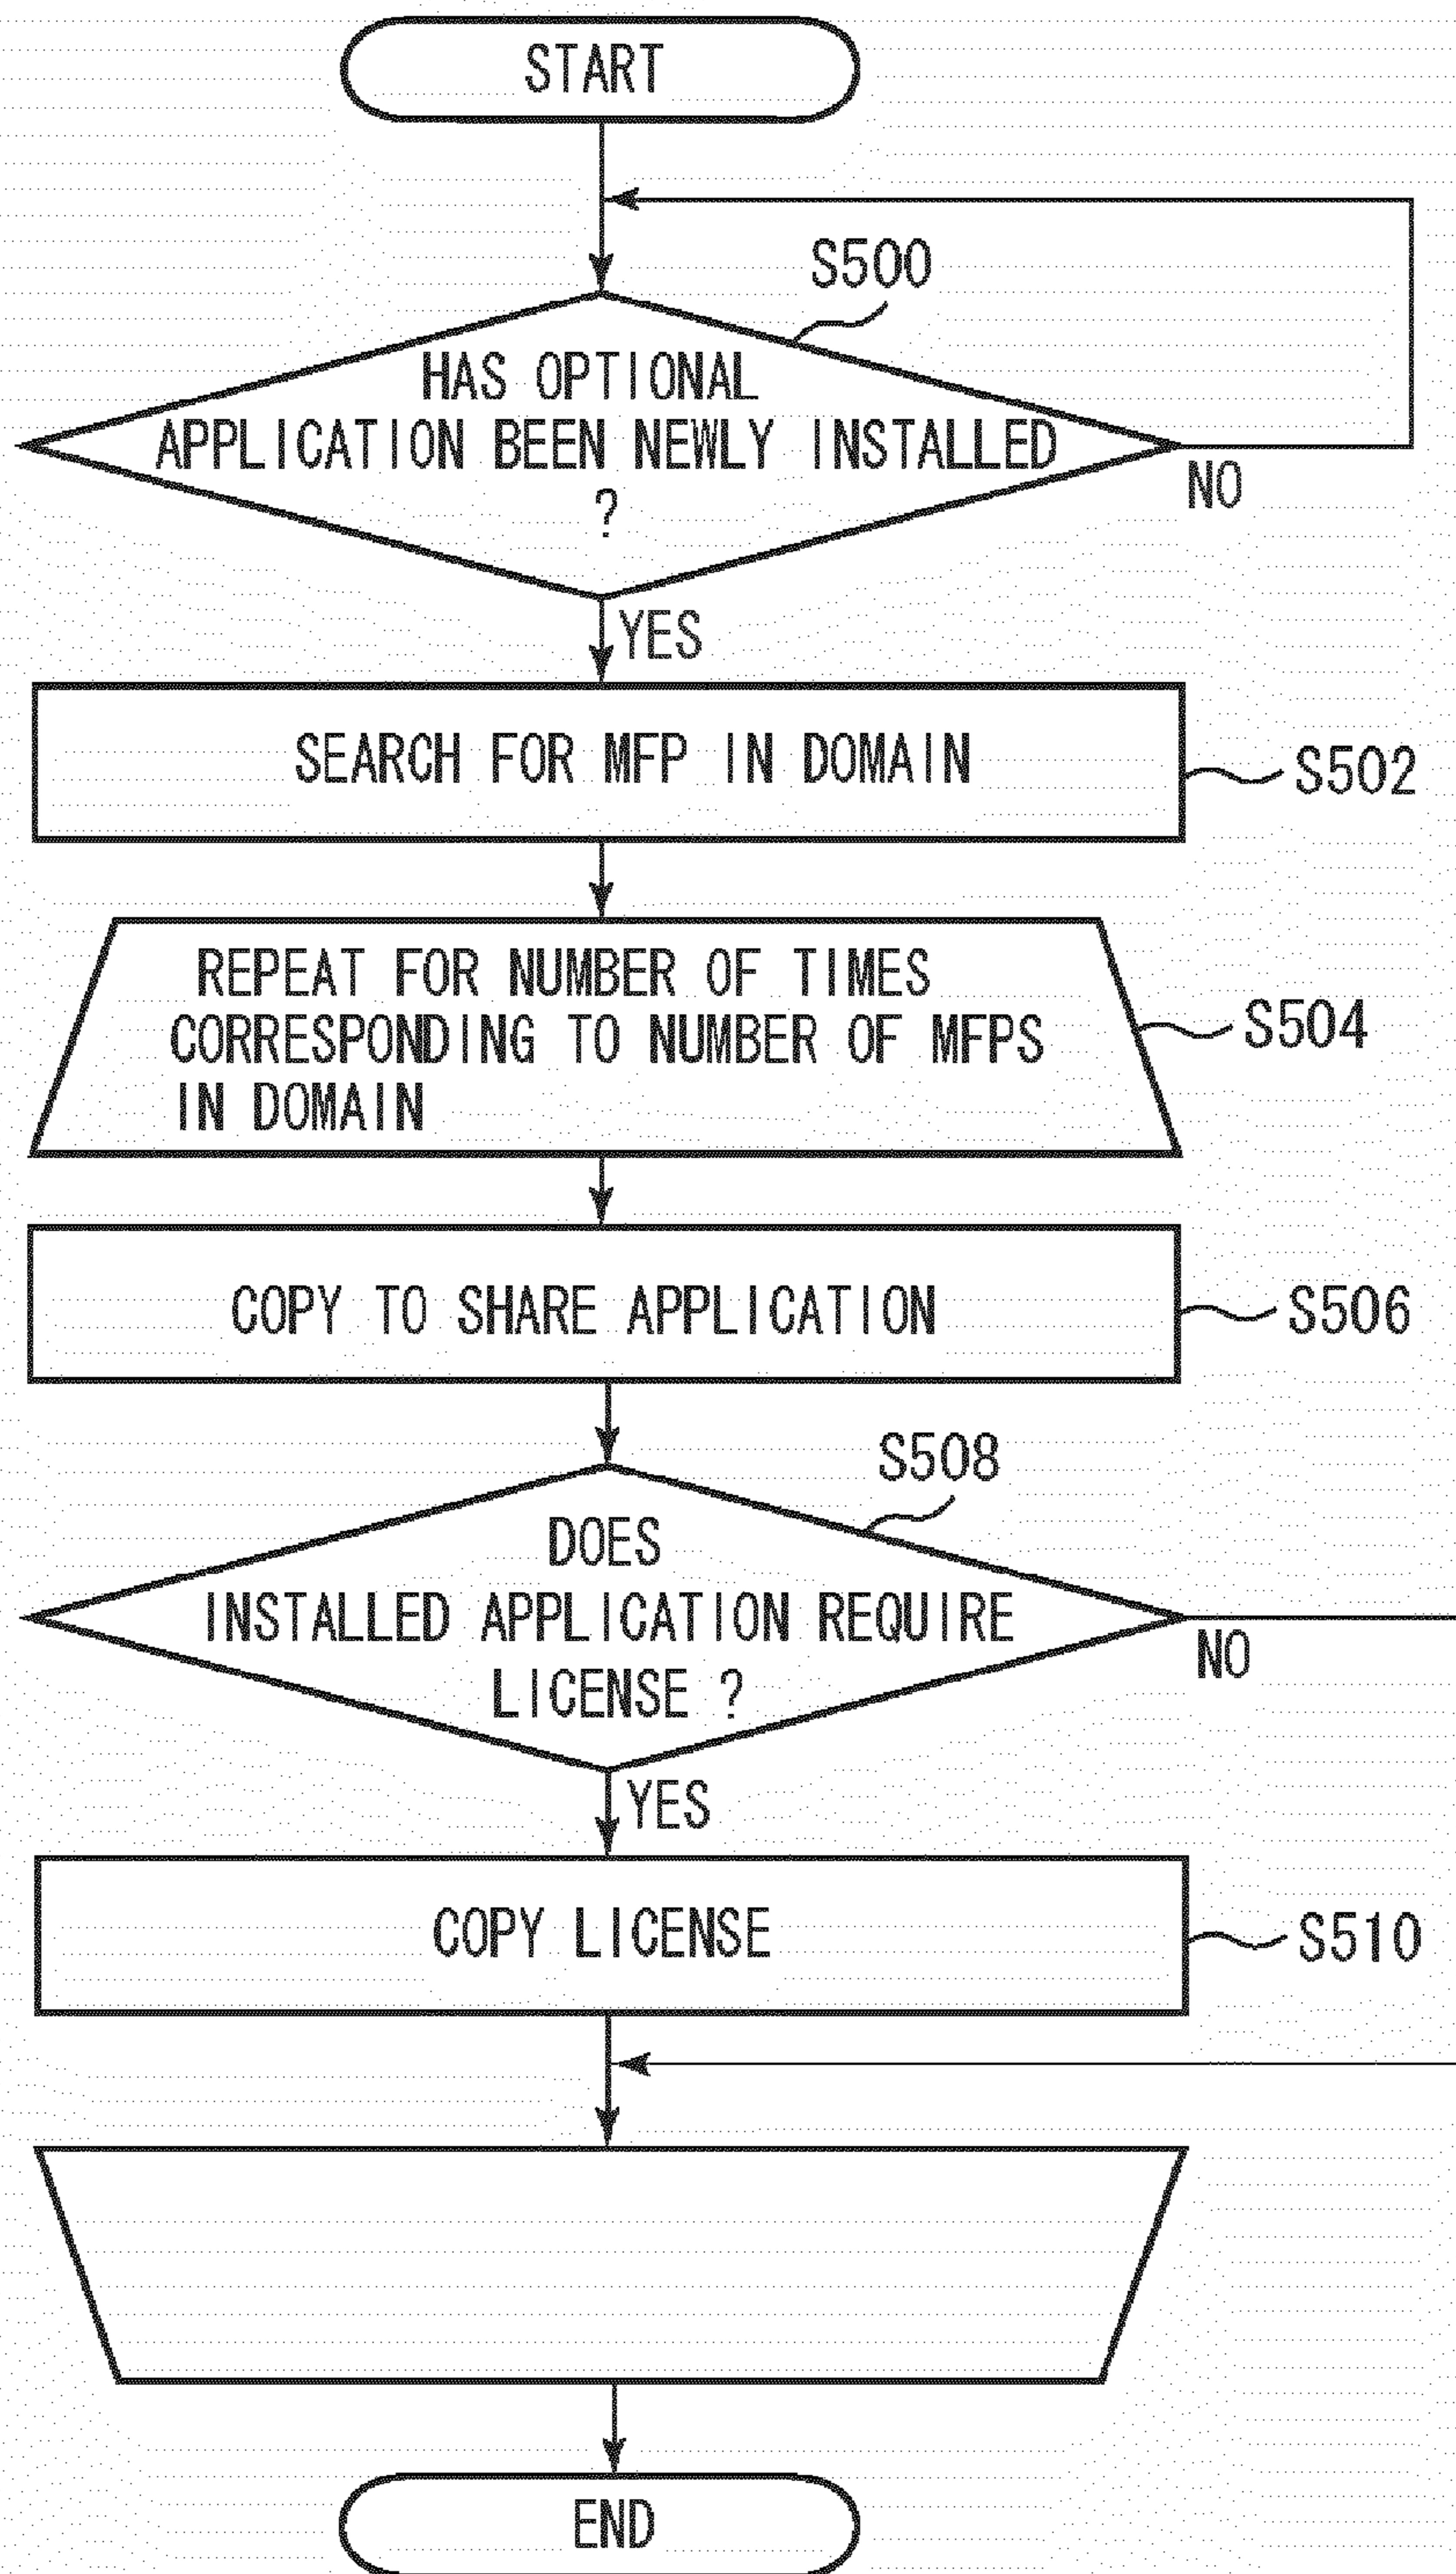 START
S500
HAS OPTIONAL
APPLICATION BEEN NEWLY INSTALLED
?
NO
YES
SEARCH FOR MFP IN DOMAIN
S502
REPEAT FOR NUMBER OF TIMES
CORRESPONDING TO NUMBER OF MFPS
IN DOMAIN
S504
COPY TO SHARE APPLICATION
S506
S508
DOES
INSTALLED APPLICATION REQUIRE
LICENSE ?
NO
YES
COPY LICENSE
S510
END